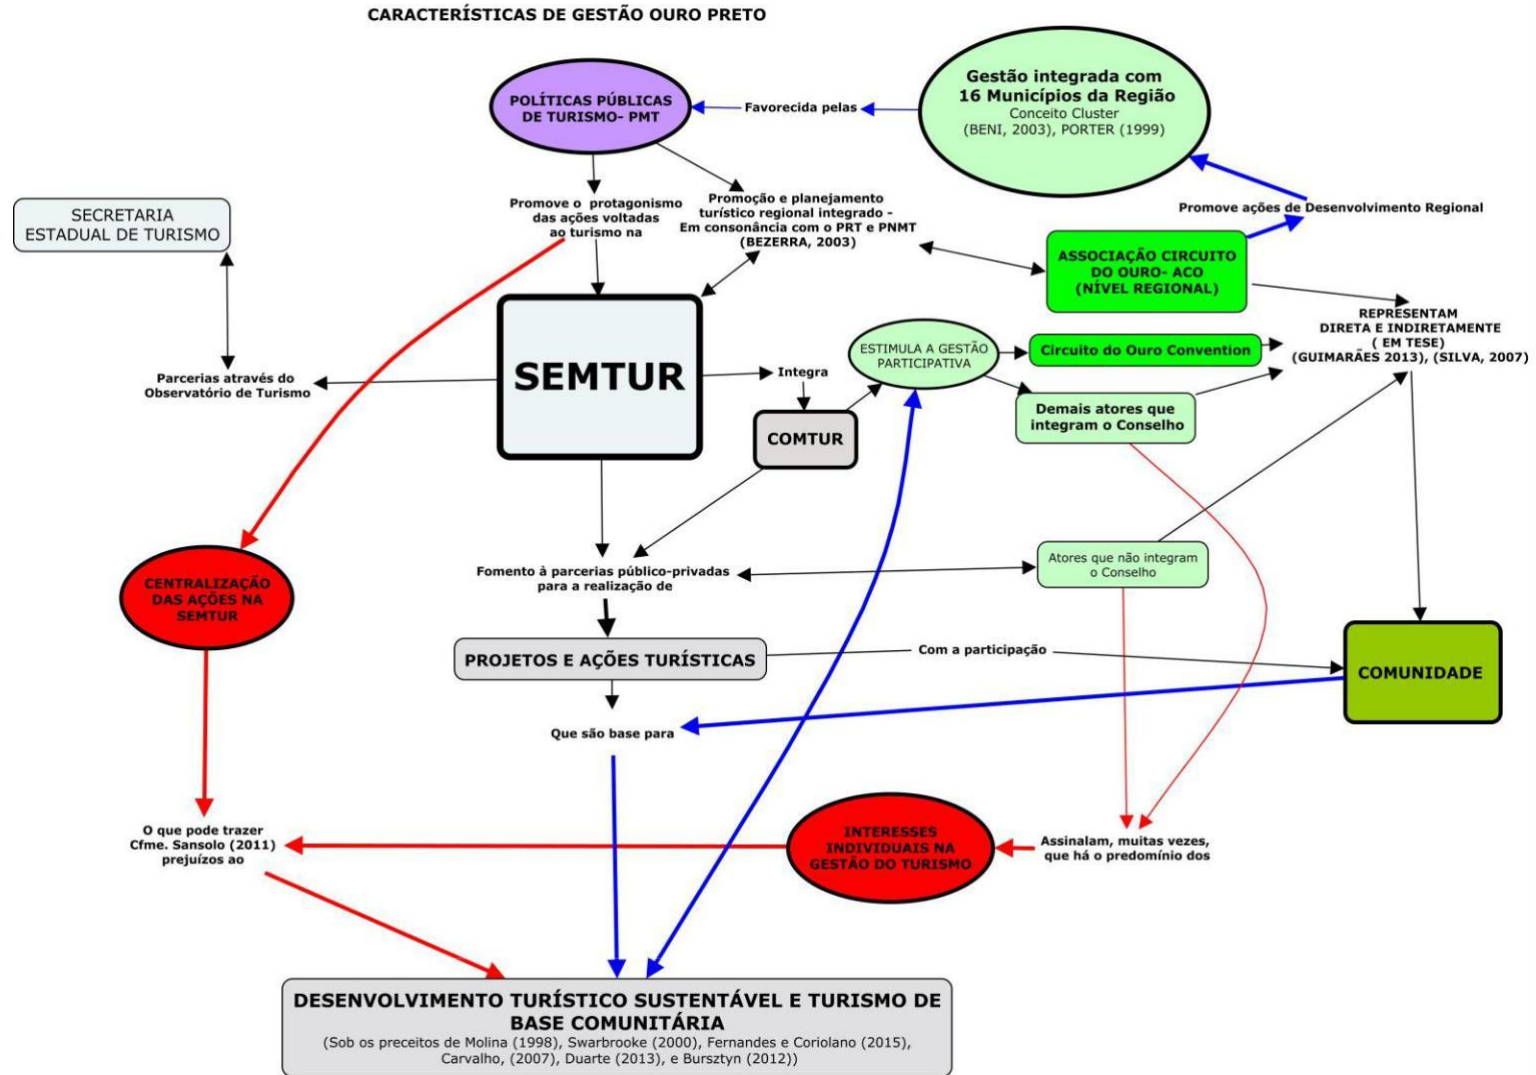 CARACTERÍSTICAS DE GESTÃO OURO PRETO
POLÍTICAS PÚBLICAS
DE TURISMO- PMT
Favorecida pelas
Gestão integrada com
16 Municípios da Região
Conceito Cluster
(BENI, 2003), PORTER (1999)
Promove o protagonismo
das ações voltadas
ao turismo na
Promoção e planejamento
turístico regional integrado -
Em consonância com o PRT e PNMT
(BEZERRA, 2003)
Promove ações de Desenvolvimento Regional
SECRETARIA
ESTADUAL DE TURISMO
ASSOCIAÇÃO CIRCUITO
DO OURO- ACO
(NÍVEL REGIONAL)
REPRESENTAM
DIRETA E INDIRETAMENTE
( EM TESE)
(GUIMARÃES 2013), (SILVA, 2007)
SEMTUR
ESTIMULA A GESTÃO
PARTICIPATIVA
Circuito do Ouro Convention
Parcerias através do
Observatório de Turismo
Integra
Demais atores que
integram o Conselho
COMTUR
CENTRALIZAÇÃO
DAS AÇÕES NA
SEMTUR
Fomento à parcerias público-privadas
para a realização de
Atores que não integram
o Conselho
PROJETOS E AÇÕES TURÍSTICAS
Com a participação
COMUNIDADE
Que são base para
O que pode trazer
Cfme. Sansolo (2011)
prejuízos ao
INTERESSES
INDIVIDUAIS NA
GESTÃO DO TURISMO
Assinalam, muitas vezes,
que há o predomínio dos
DESENVOLVIMENTO TURÍSTICO SUSTENTÁVEL E TURISMO DE
BASE COMUNITÁRIA
(Sob os preceitos de Molina (1998), Swarbrooke (2000), Fernandes e Coriolano (2015),
Carvalho, (2007), Duarte (2013), e Bursztyn (2012))